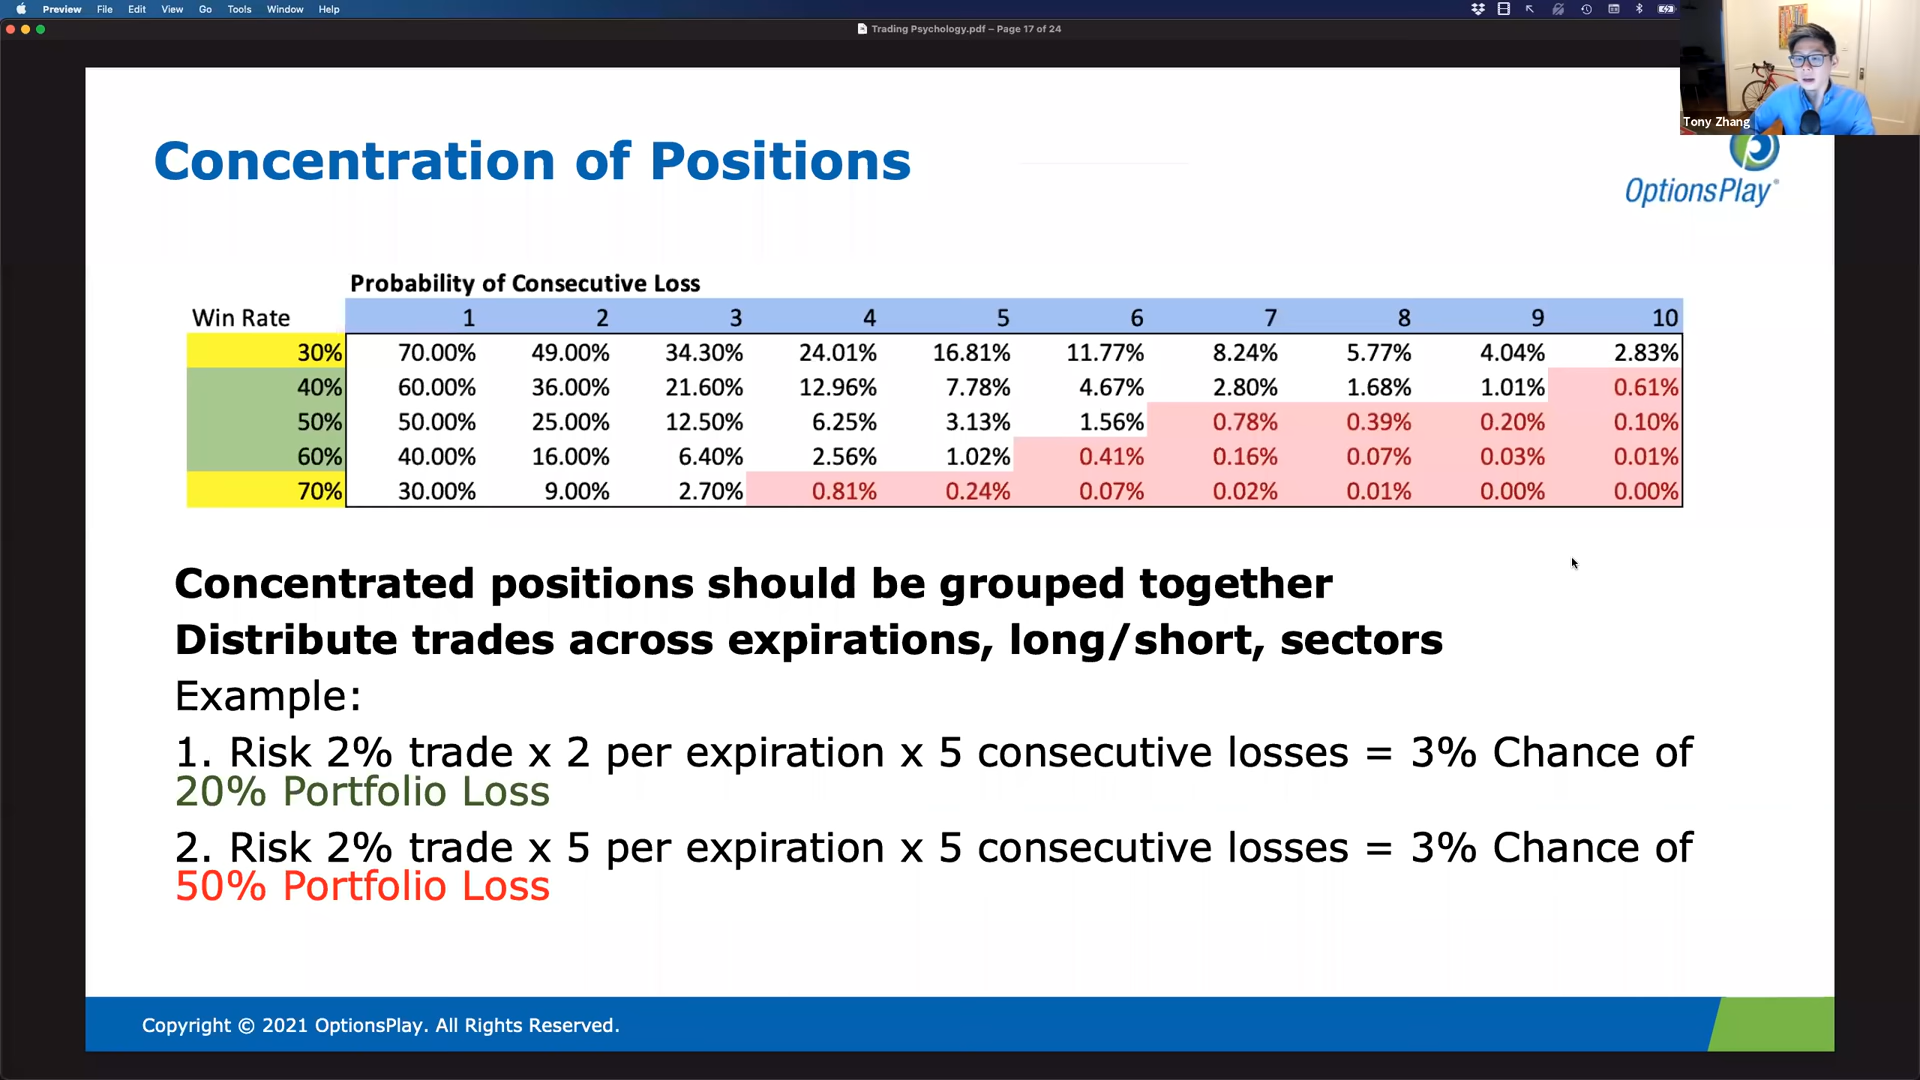 Preview File Edit View Go Tools Window Help
Trading Psychology.pdf – Page 17 of 24
Tony Zhang
Concentration of Positions
OptionsPlay®
Probability of Consecutive Loss
Win Rate 1 2 3 4 5 6 7 8 9 10
30% 70.00% 49.00% 34.30% 24.01% 16.81% 11.77% 8.24% 5.77% 4.04% 2.83%
40% 60.00% 36.00% 21.60% 12.96% 7.78% 4.67% 2.80% 1.68% 1.01% 0.61%
50% 50.00% 25.00% 12.50% 6.25% 3.13% 1.56% 0.78% 0.39% 0.20% 0.10%
60% 40.00% 16.00% 6.40% 2.56% 1.02% 0.41% 0.16% 0.07% 0.03% 0.01%
70% 30.00% 9.00% 2.70% 0.81% 0.24% 0.07% 0.02% 0.01% 0.00% 0.00%
Concentrated positions should be grouped together
Distribute trades across expirations, long/short, sectors
Example:
1. Risk 2% trade x 2 per expiration x 5 consecutive losses = 3% Chance of
20% Portfolio Loss
2. Risk 2% trade x 5 per expiration x 5 consecutive losses = 3% Chance of
50% Portfolio Loss
Copyright © 2021 OptionsPlay. All Rights Reserved.